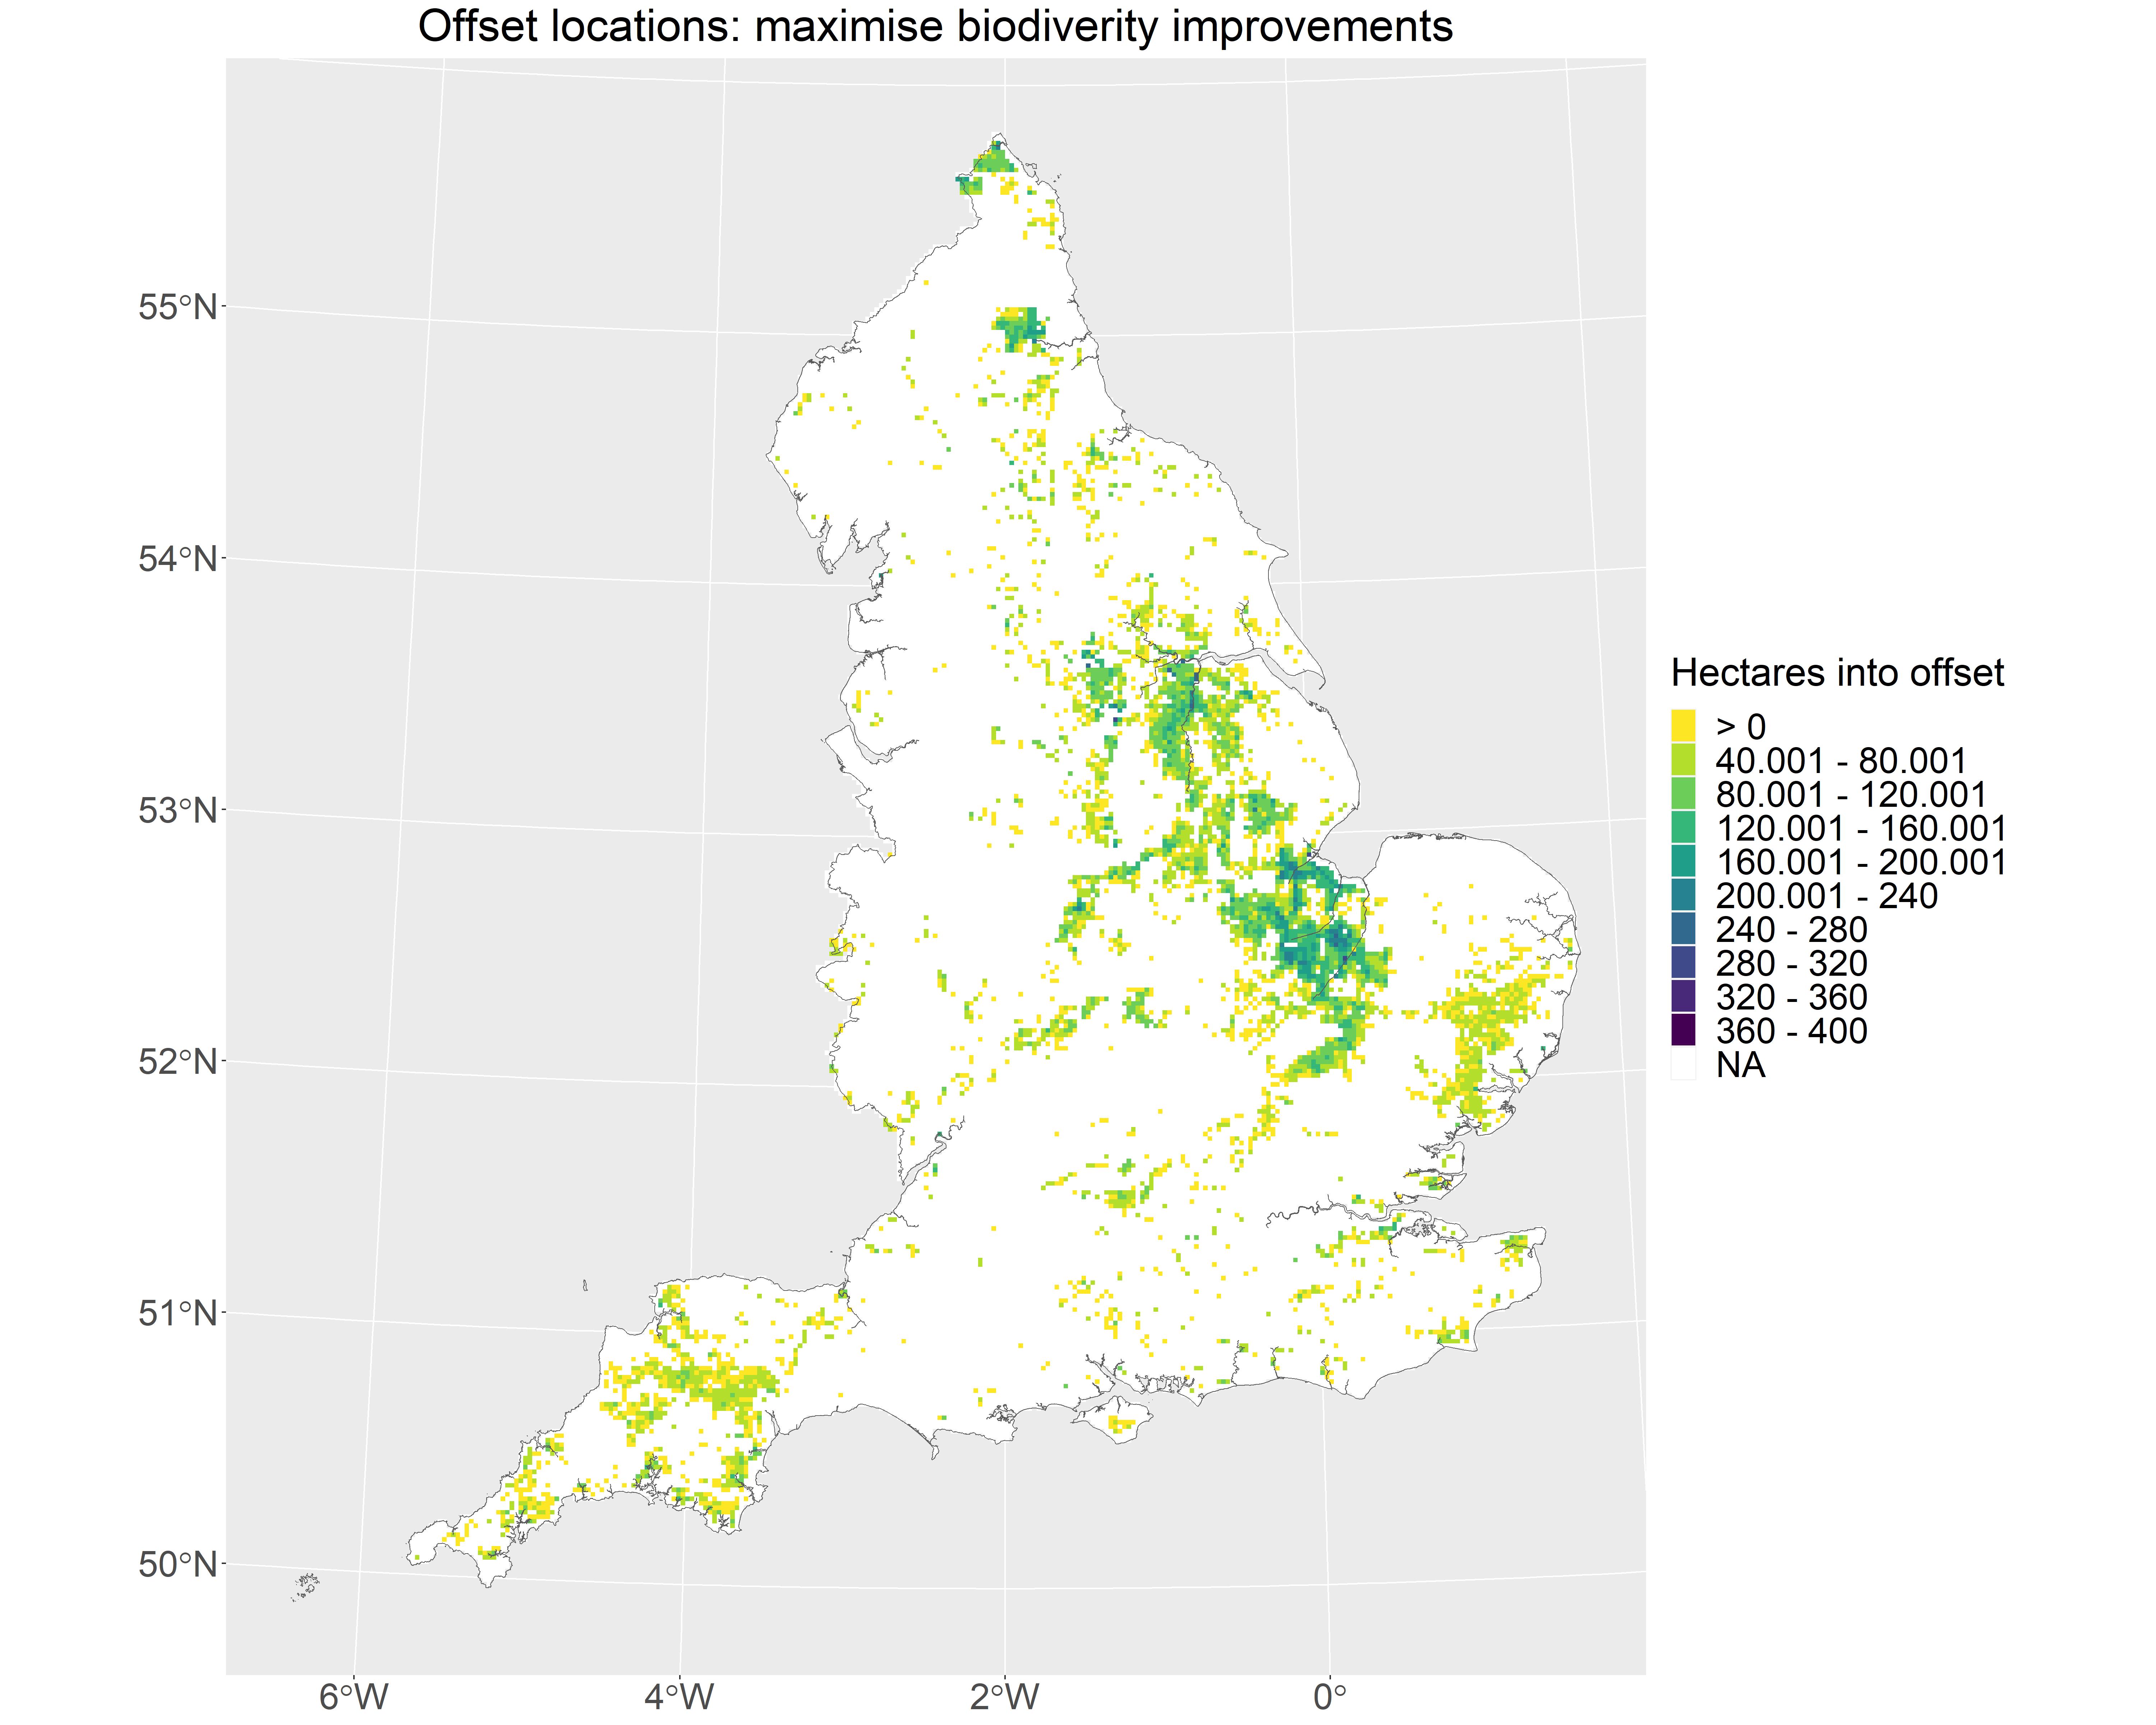 Offset locations: maximise biodiverity improvements
55°N
54°N
53°N
52°N
51°N
50°N
6°W
4°W
2°W
0°
Hectares into offset
> 0
40.001 - 80.001
80.001 - 120.001
120.001 - 160.001
160.001 - 200.001
200.001 - 240
240 - 280
280 - 320
320 - 360
360 - 400
NA